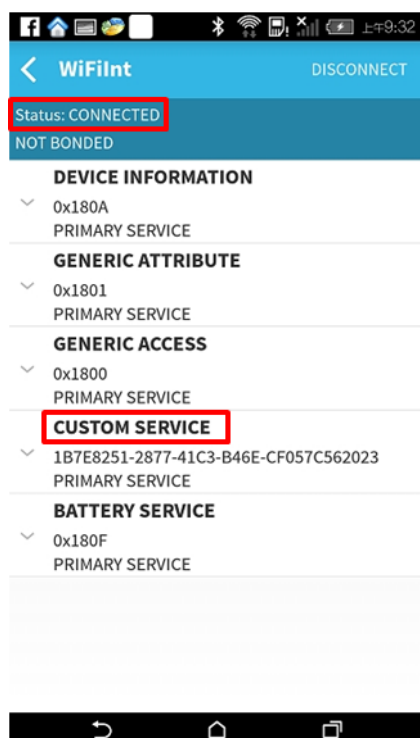 上午9:32
WiFiInt
DISCONNECT
Status: CONNECTED
NOT BONDED
DEVICE INFORMATION
0x180A
PRIMARY SERVICE
GENERIC ATTRIBUTE
0x1801
PRIMARY SERVICE
GENERIC ACCESS
0x1800
PRIMARY SERVICE
CUSTOM SERVICE
1B7E8251-2877-41C3-B46E-CF057C562023
PRIMARY SERVICE
BATTERY SERVICE
0x180F
PRIMARY SERVICE